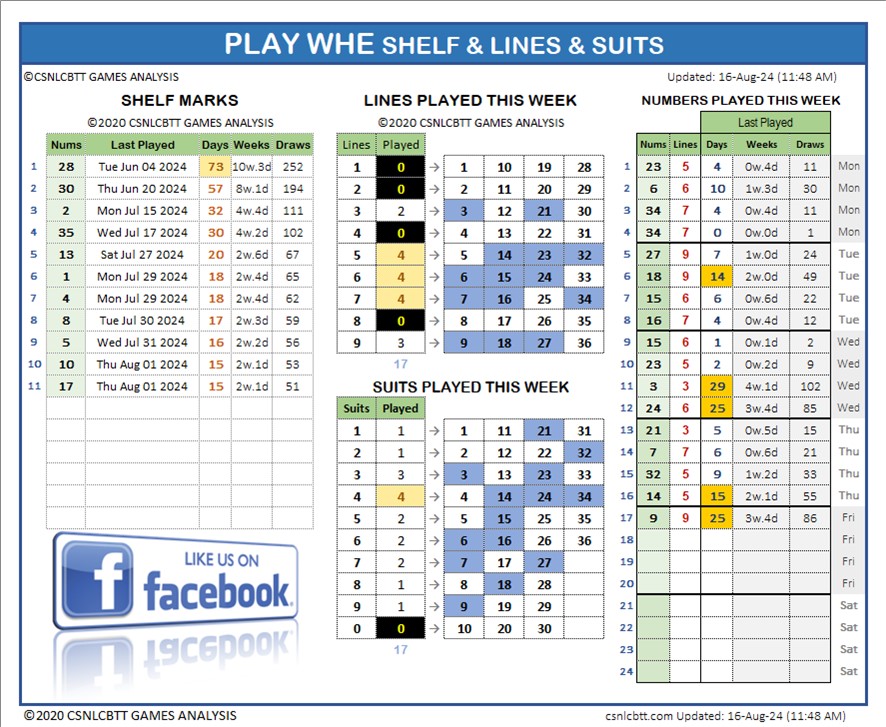 PLAY WHE SHELF & LINES & SUITS
©CSNLCBTT GAMES ANALYSIS
Updated: 16-Aug-24 (11:48 AM)
SHELF MARKS
©2020 CSNLCBTT GAMES ANALYSIS
Nums Last Played Days Weeks Draws
1 28 Tue Jun 04 2024 73 10w.3d 252
2 30 Thu Jun 20 2024 57 8w.1d 194
3 2 Mon Jul 15 2024 32 4w.4d 111
4 35 Wed Jul 17 2024 30 4w.2d 102
5 13 Sat Jul 27 2024 20 2w.6d 67
6 1 Mon Jul 29 2024 18 2w.4d 65
7 4 Mon Jul 29 2024 18 2w.4d 62
8 8 Tue Jul 30 2024 17 2w.3d 59
9 5 Wed Jul 31 2024 16 2w.2d 56
10 10 Thu Aug 01 2024 15 2w.1d 53
11 17 Thu Aug 01 2024 15 2w.1d 51
LIKE US ON
f facebook
LINES PLAYED THIS WEEK
©2020 CSNLCBTT GAMES ANALYSIS
Lines Played
1 0 → 1 10 19 28
2 0 → 2 11 20 29
3 2 → 3 12 21 30
4 0 → 4 13 22 31
5 4 → 5 14 23 32
6 4 → 6 15 24 33
7 4 → 7 16 25 34
8 0 → 8 17 26 35
9 3 → 9 18 27 36
17
SUITS PLAYED THIS WEEK
Suits Played
1 1 → 1 11 21 31
2 1 → 2 12 22 32
3 3 → 3 13 23 33
4 4 → 4 14 24 34
5 2 → 5 15 25 35
6 2 → 6 16 26 36
7 2 → 7 17 27
8 1 → 8 18 28
9 1 → 9 19 29
0 0 → 10 20 30
17
NUMBERS PLAYED THIS WEEK
Last Played
Nums Lines Days Weeks Draws
1 23 5 4 0w.4d 11 Mon
2 6 6 10 1w.3d 30 Mon
3 34 7 4 0w.4d 11 Mon
4 34 7 0 0w.0d 1 Mon
5 27 9 7 1w.0d 24 Tue
6 18 9 14 2w.0d 49 Tue
7 15 6 6 0w.6d 22 Tue
8 16 7 4 0w.4d 12 Tue
9 15 6 1 0w.1d 2 Wed
10 23 5 2 0w.2d 9 Wed
11 3 3 29 4w.1d 102 Wed
12 24 6 25 3w.4d 85 Wed
13 21 3 5 0w.5d 15 Thu
14 7 7 6 0w.6d 21 Thu
15 32 5 9 1w.2d 33 Thu
16 14 5 15 2w.1d 55 Thu
17 9 9 25 3w.4d 86 Fri
18 Fri
19 Fri
20 Fri
21 Sat
22 Sat
23 Sat
24 Sat
©2020 CSNLCBTT GAMES ANALYSIS
csnlcbtt.com Updated: 16-Aug-24 (11:48 AM)